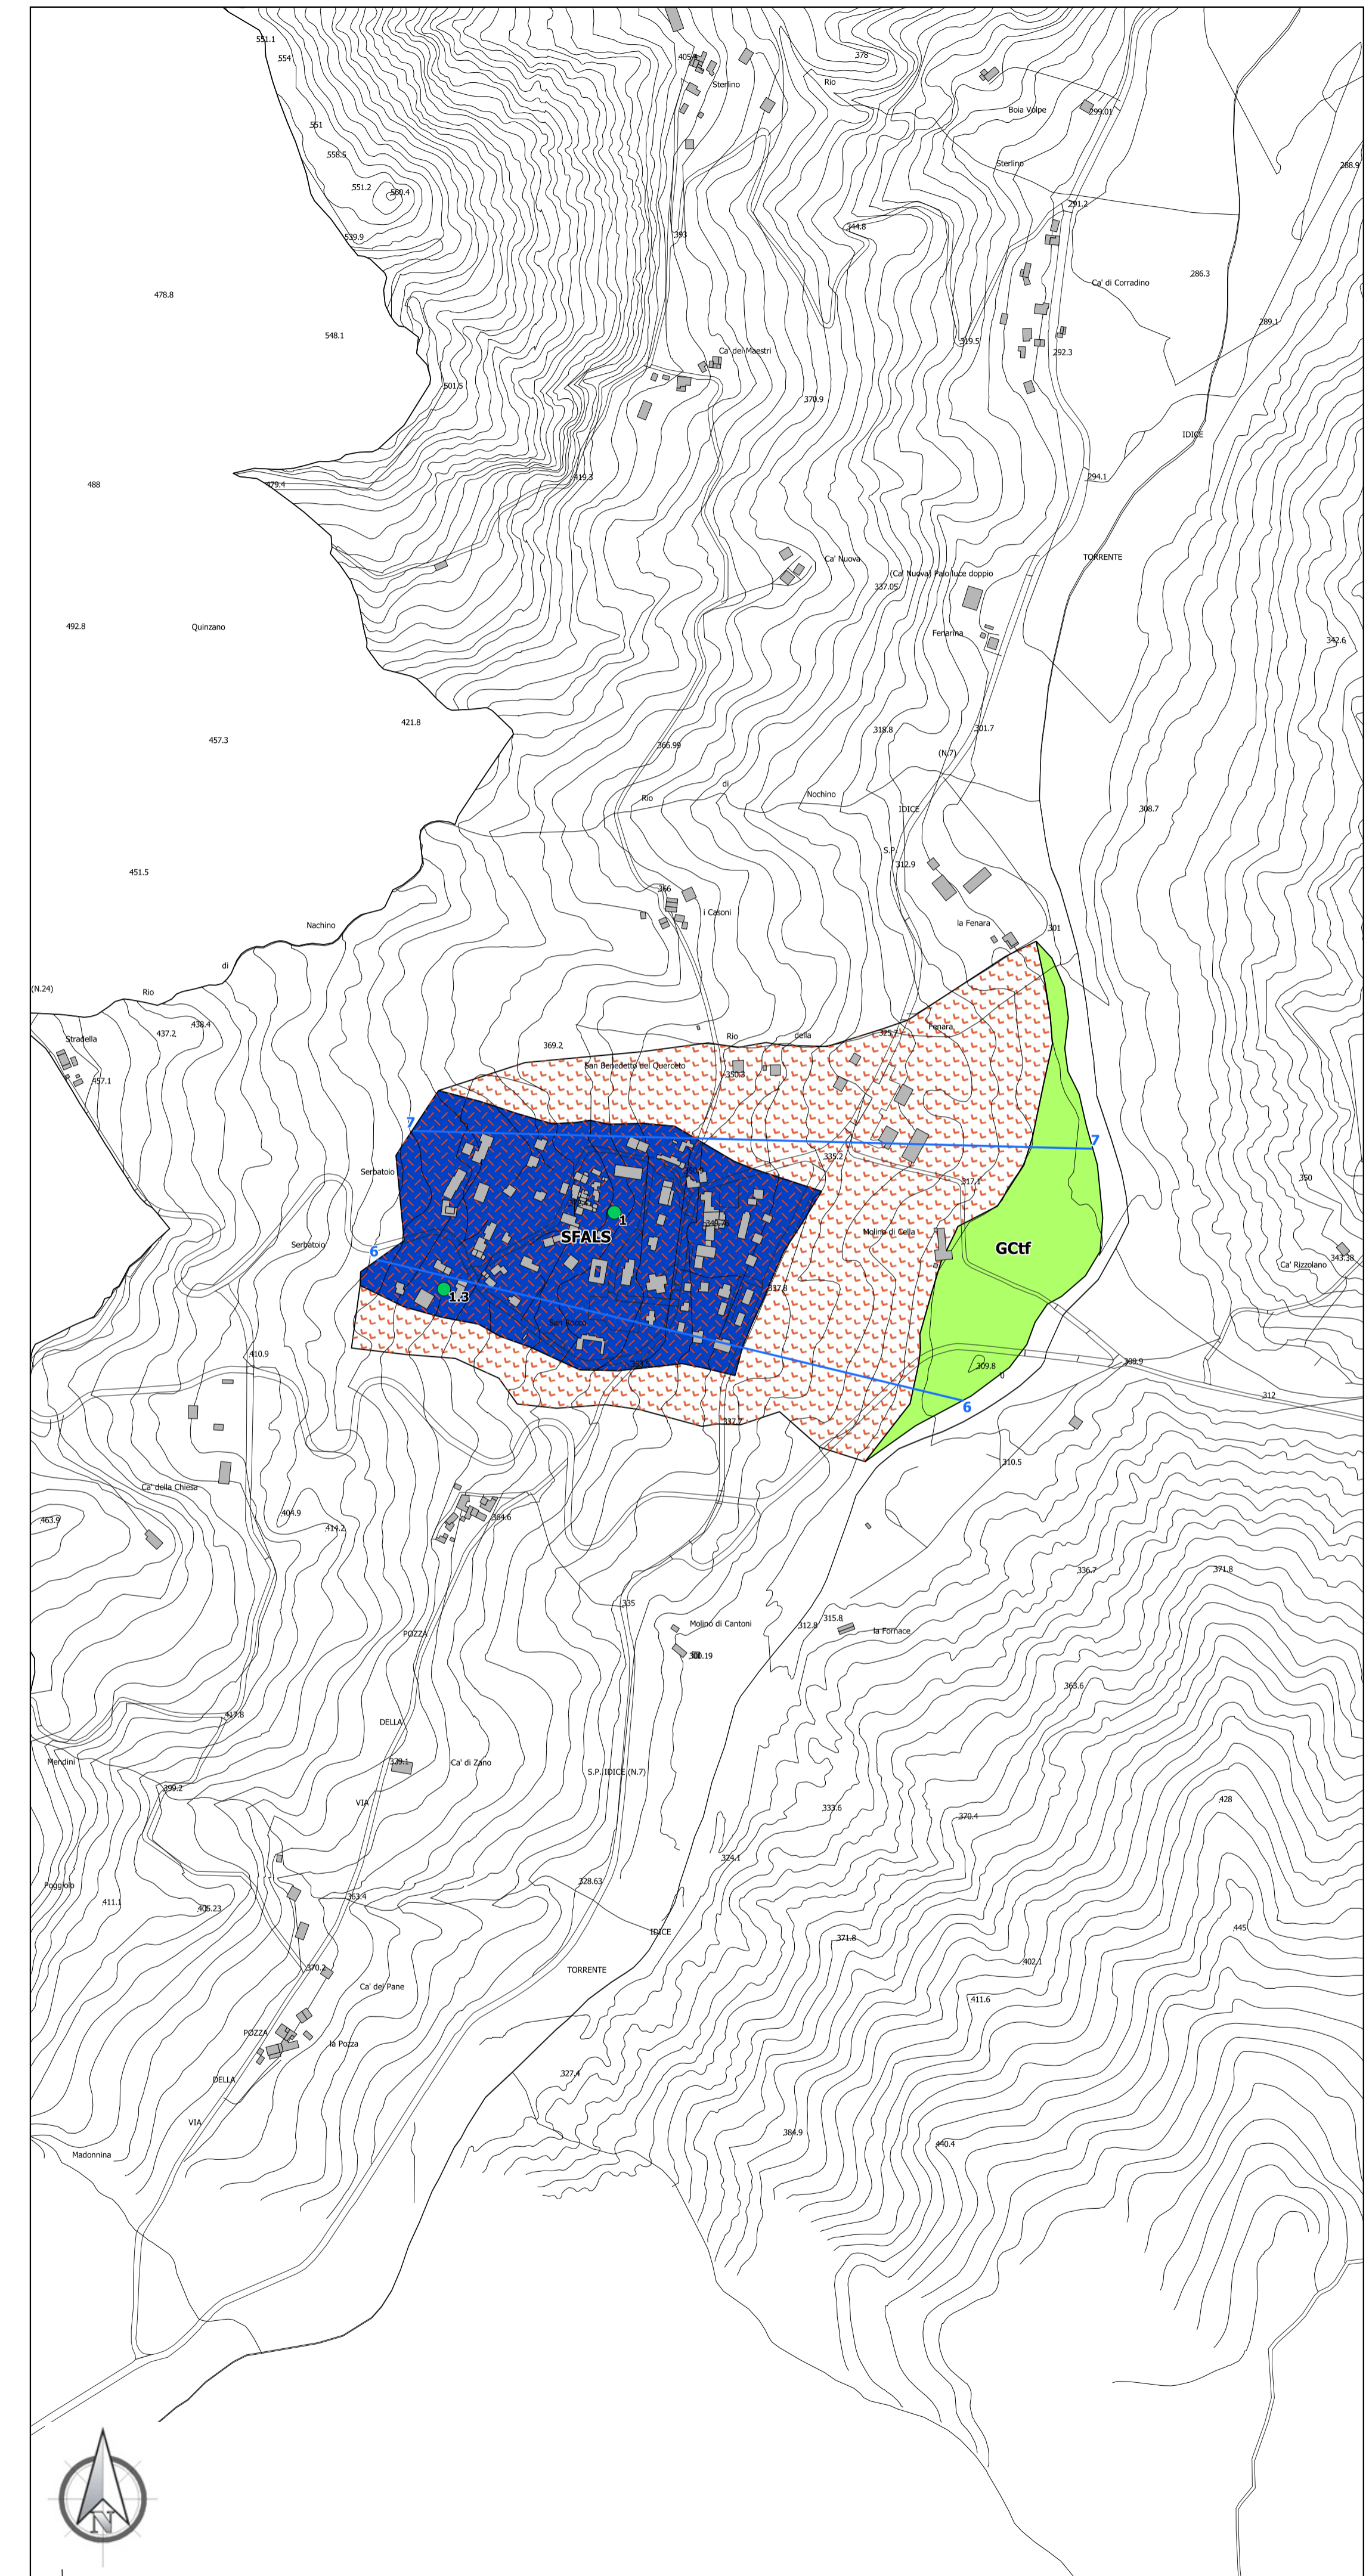 551.1
554
405.4
Sterlino
378
Rio
Boia Volpe
299.01
551
558.5
Sterlino
288.9
551.2
560.4
291.2
539.9
393
344.8
286.3
Ca' di Corradino
478.8
289.1
548.1
319.5
292.3
Ca' dei Maestri
501.5
370.9
IDICE
488
479.4
419.3
294.1
TORRENTE
Ca' Nuova
(Ca' Nuova) Palo luce doppio
337.05
492.8
Quinzano
Fenarina
342.6
421.8
457.3
366.99
318.8
301.7
(N.7)
di
Rio
Nochino
IDICE
308.7
S.P.
312.9
451.5
366
i Casoni
la Fenara
301
Nachino
di
(N.24)
Rio
438.4
437.2
Stradella
Fenara
325.7
Rio
della
369.2
San Benedetto del Querceto
350.3
457.1
7
7
335.2
Serbatoio
350.9
317.1
350
1
SFALS
Molino di Cella
GCtf
Serbatoio
6
343.38
Ca' Rizzolano
337.8
1.3
San Rocco
410.9
309.9
309.8
0
312
6
337.7
310.5
Ca' della Chiesa
404.9
463.9
364.6
414.2
336.7
371.8
335
Molino di Cantoni
315.8
312.8
la Fornace
POZZA
300.19
363.6
417.8
DELLA
Mendini
329.1
Ca' di Zano
S.P. IDICE (N.7)
399.2
VIA
333.6
370.4
428
324.1
Poggiolo
328.63
363.4
411.1
405.23
IDICE
445
371.8
402.1
370.2
TORRENTE
Ca' del Pane
411.6
POZZA
la Pozza
327.4
DELLA
VIA
384.9
440.4
Madonnina
N